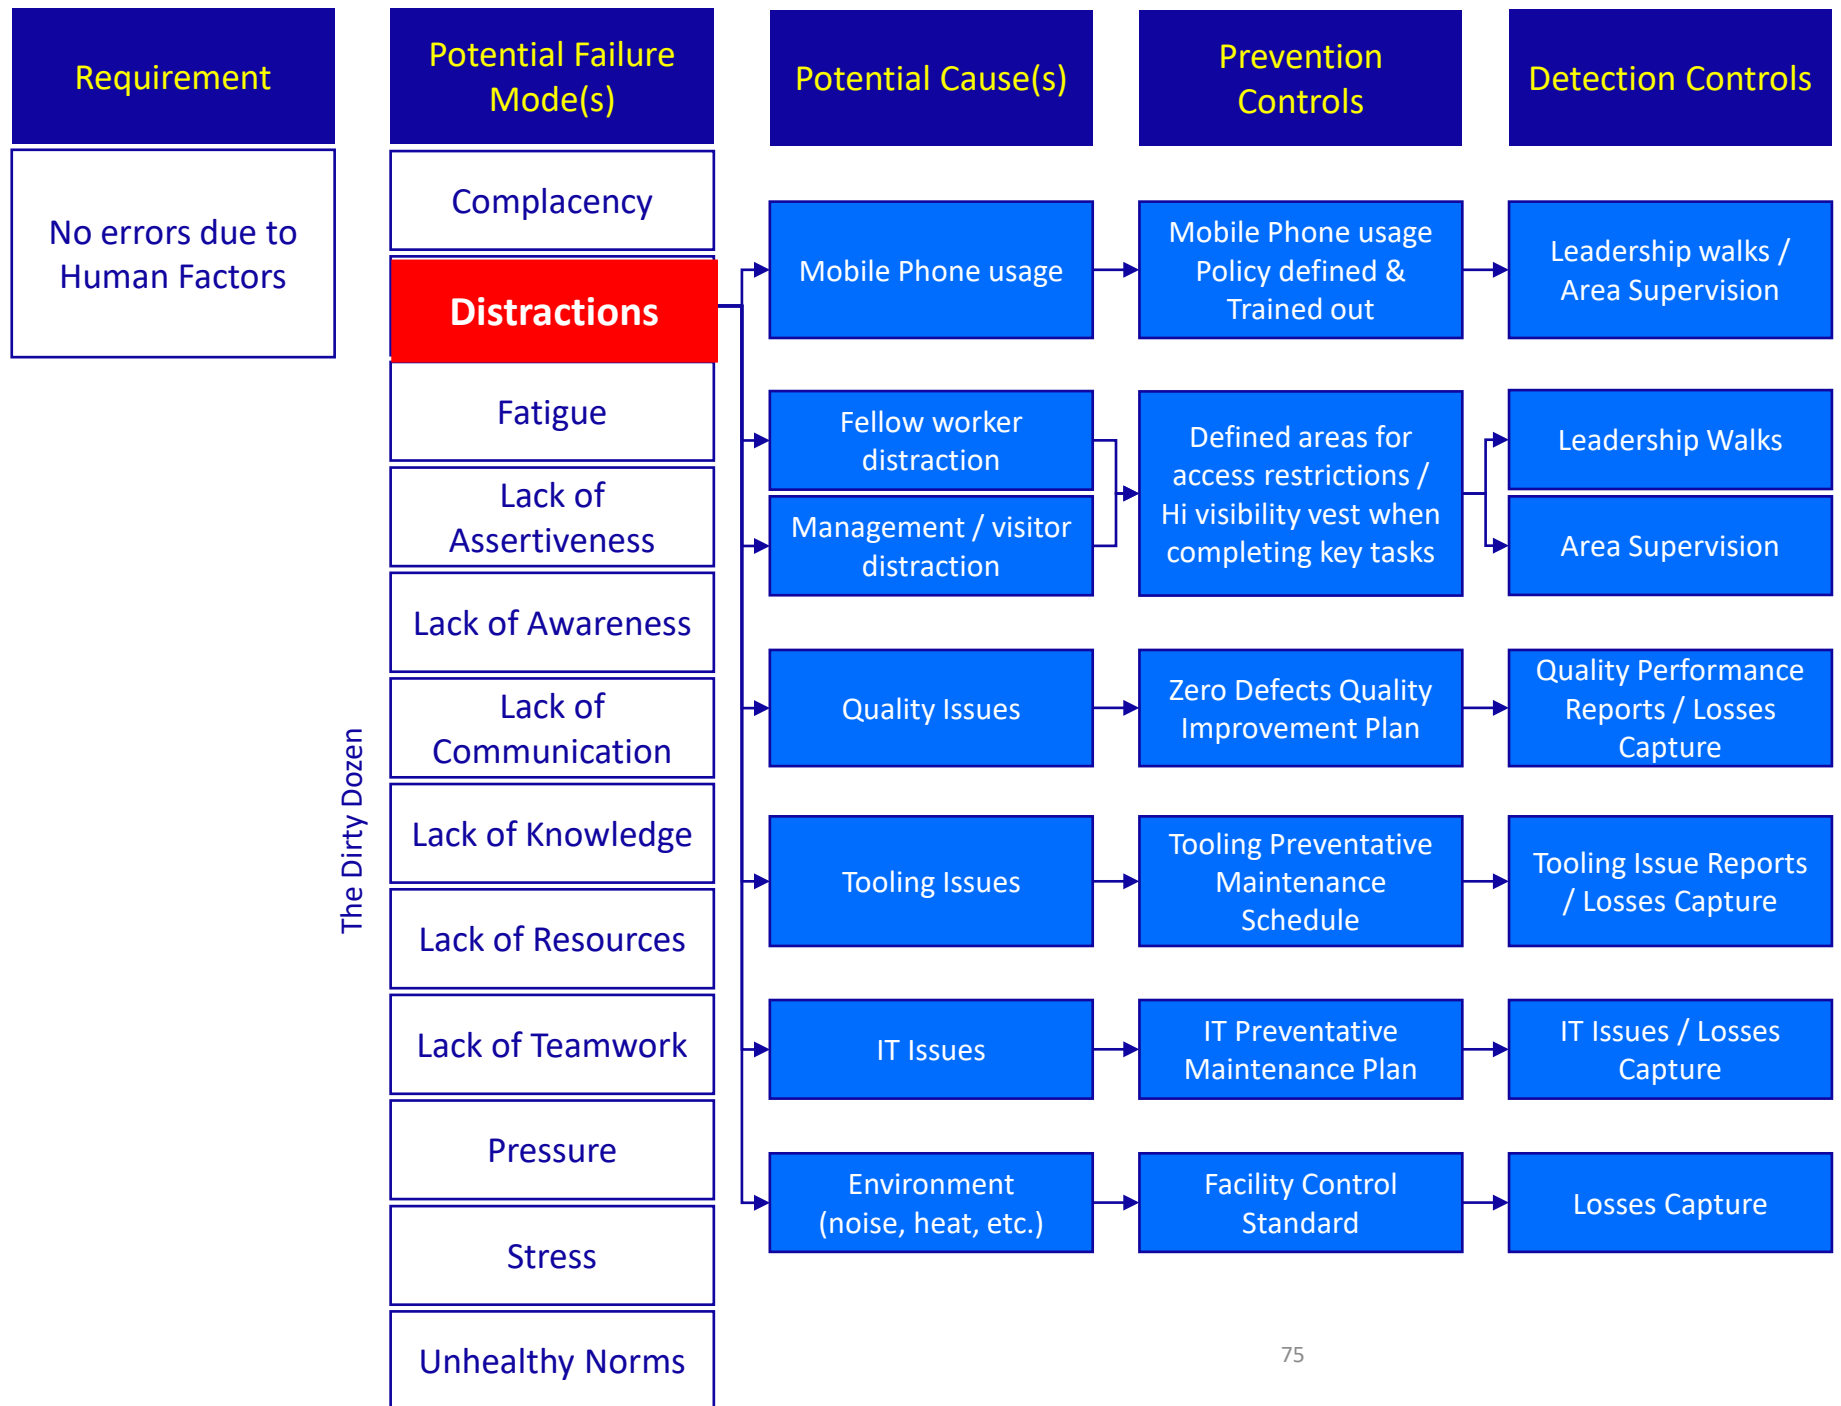 Requirement
Potential Failure
Mode(s)
Potential Cause(s)
Prevention
Controls
Detection Controls
No errors due to
Human Factors
The Dirty Dozen
Complacency
Distractions
Fatigue
Lack of
Assertiveness
Lack of Awareness
Lack of
Communication
Lack of Knowledge
Lack of Resources
Lack of Teamwork
Pressure
Stress
Unhealthy Norms
Mobile Phone usage
Mobile Phone usage
Policy defined &
Trained out
Leadership walks /
Area Supervision
Fellow worker
distraction
Management / visitor
distraction
Defined areas for
access restrictions /
Hi visibility vest when
completing key tasks
Leadership Walks
Area Supervision
Quality Issues
Zero Defects Quality
Improvement Plan
Quality Performance
Reports / Losses
Capture
Tooling Issues
Tooling Preventative
Maintenance
Schedule
Tooling Issue Reports
/ Losses Capture
IT Issues
IT Preventative
Maintenance Plan
IT Issues / Losses
Capture
Environment
(noise, heat, etc.)
Facility Control
Standard
Losses Capture
75